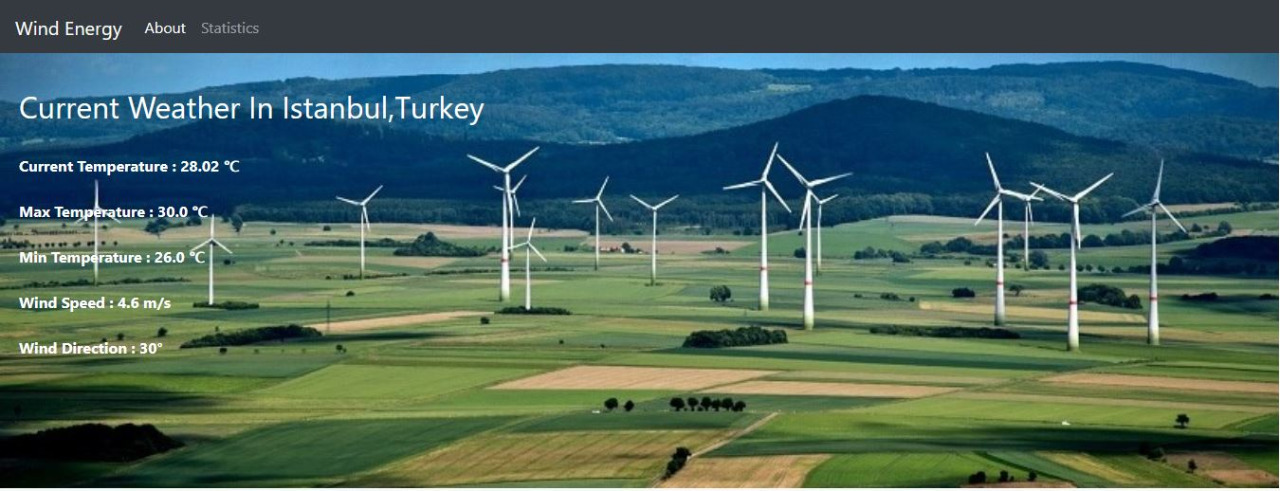 Wind Energy About Statistics
Current Weather In Istanbul,Turkey
Current Temperature : 28.02 ℃
Max Temperature : 30.0 ℃
Min Temperature : 26.0 ℃
Wind Speed : 4.6 m/s
Wind Direction : 30°